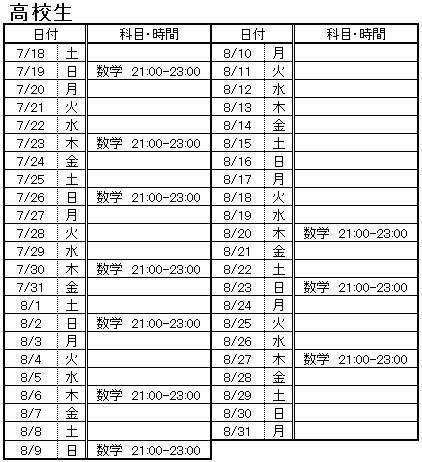 高校生
日付 科目・時間 日付 科目・時間
7/18 土 8/10 月
7/19 日 数学 21:00-23:00 8/11 火
7/20 月 8/12 水
7/21 火 8/13 木
7/22 水 8/14 金
7/23 木 数学 21:00-23:00 8/15 土
7/24 金 8/16 日
7/25 土 8/17 月
7/26 日 数学 21:00-23:00 8/18 火
7/27 月 8/19 水
7/28 火 8/20 木 数学 21:00-23:00
7/29 水 8/21 金
7/30 木 数学 21:00-23:00 8/22 土
7/31 金 8/23 日 数学 21:00-23:00
8/1 土 8/24 月
8/2 日 数学 21:00-23:00 8/25 火
8/3 月 8/26 水
8/4 火 8/27 木 数学 21:00-23:00
8/5 水 8/28 金
8/6 木 数学 21:00-23:00 8/29 土
8/7 金 8/30 日
8/8 土 8/31 月
8/9 日 数学 21:00-23:00